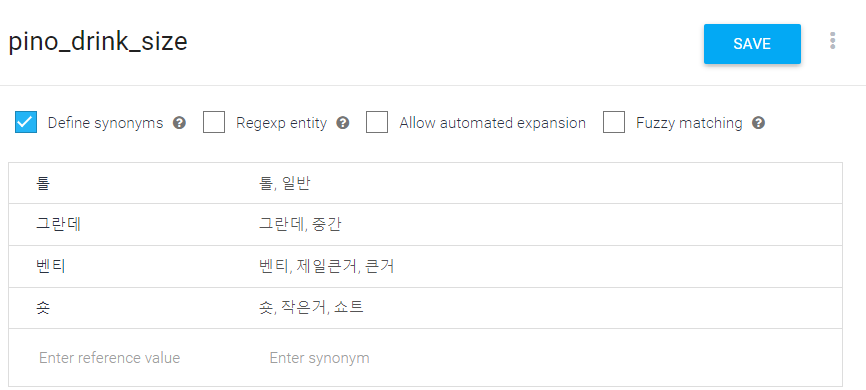 pino_drink_size
SAVE
Define synonyms Regexp entity Allow automated expansion Fuzzy matching
톨 톨, 일반
그란데 그란데, 중간
벤티 벤티, 제일큰거, 큰거
숏 숏, 작은거, 쇼트
Enter reference value Enter synonym